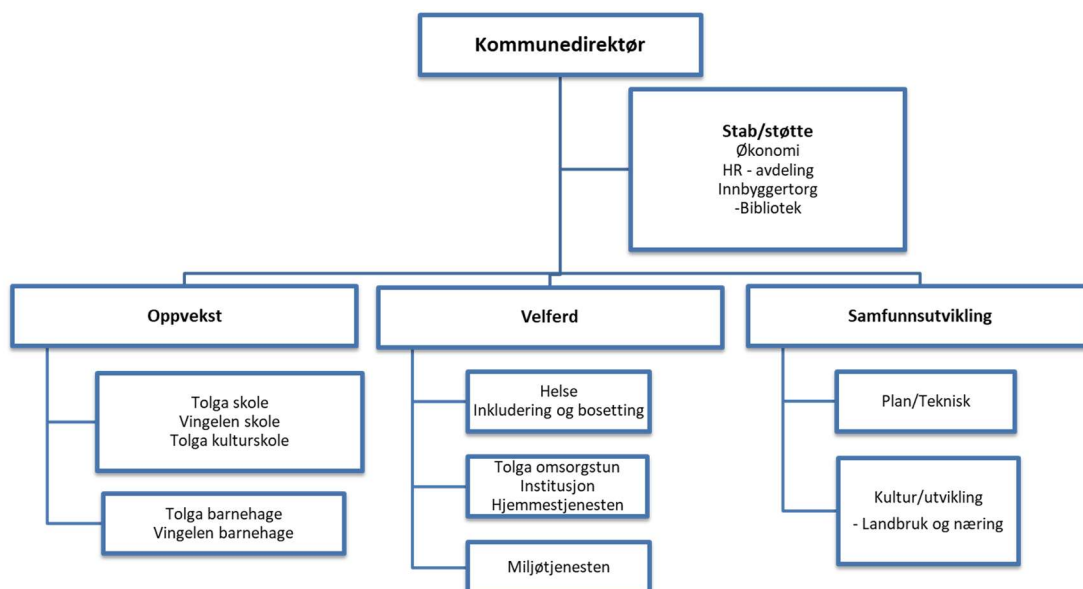 Kommunedirektør
Stab/støtte
Økonomi
HR - avdeling
Innbyggertorg
-Bibliotek
Oppvekst
Tolga skole
Vingelen skole
Tolga kulturskole
Tolga barnehage
Vingelen barnehage
Velferd
Helse
Inkludering og bosetting
Tolga omsorgstun
Institusjon
Hjemmestjenesten
Miljøtjenesten
Samfunnsutvikling
Plan/Teknisk
Kultur/utvikling
- Landbruk og næring